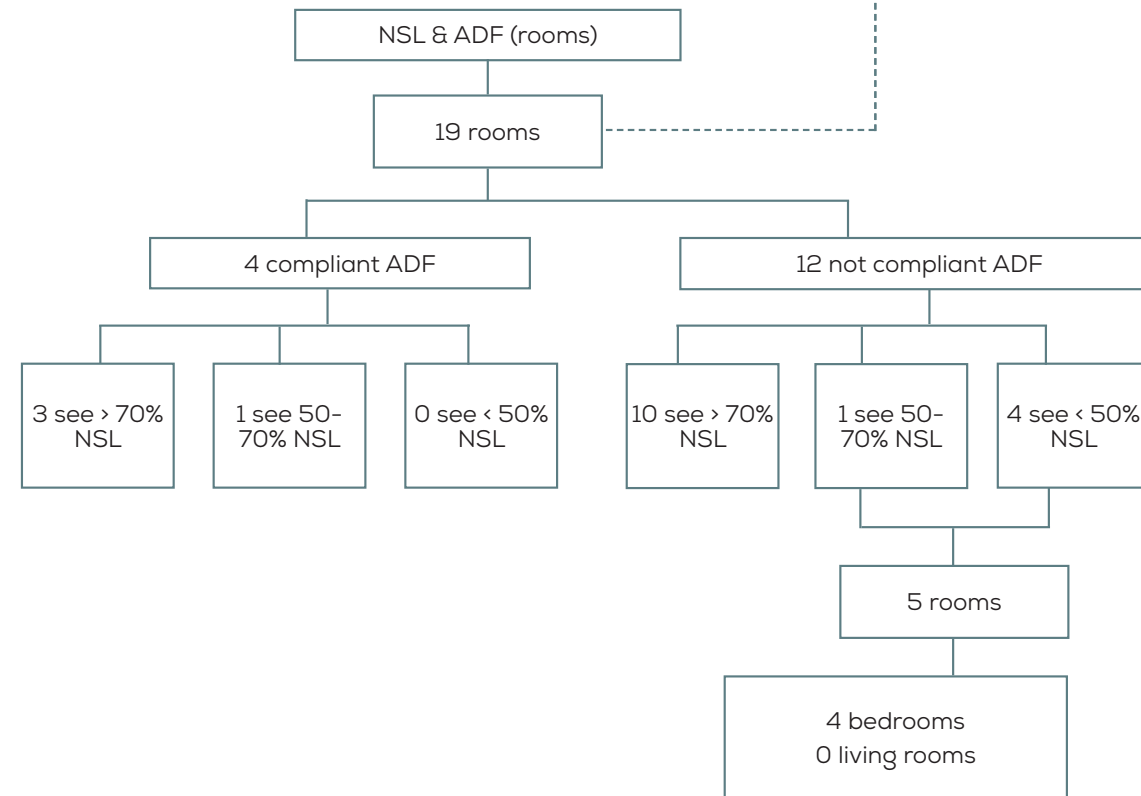 NSL & ADF (rooms)
19 rooms
4 compliant ADF
12 not compliant ADF
3 see > 70%
NSL
1 see 50-
70% NSL
0 see < 50%
NSL
10 see > 70%
NSL
1 see 50-
70% NSL
4 see < 50%
NSL
5 rooms
4 bedrooms
0 living rooms